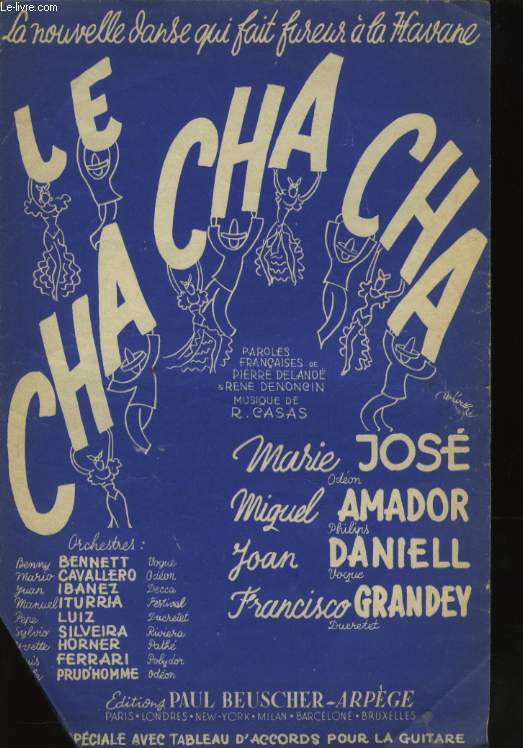 La nouvelle danse qui fait fureur à la Havane
LE
CHA CHA CHA
PAROLES
FRANÇAISES DE
PIERRE DELANOË
& RENÉ DENONCIN
MUSIQUE DE
R. CASAS
Marie JOSÉ
Odéon
Miguel AMADOR
Philips
Joan DANIELL
Vogue
Francisco GRANDEY
Ducretet
Orchestres :
Benny BENNETT Vogue
Mario CAVALLERO Odéon
Juan IBANEZ Decca
Manuel ITURRIA Festival
Pepe LUIZ Ducretet
Sylvio SILVEIRA Riviera
Yvette HORNER Pathé
FERRARI Polydor
PRUD'HOMME Odéon
Editions PAUL BEUSCHER-ARPÈGE
PARIS - LONDRES - NEW-YORK - MILAN - BARCELONE - BRUXELLES
PÉCIALE AVEC TABLEAU D'ACCORDS POUR LA GUITARE